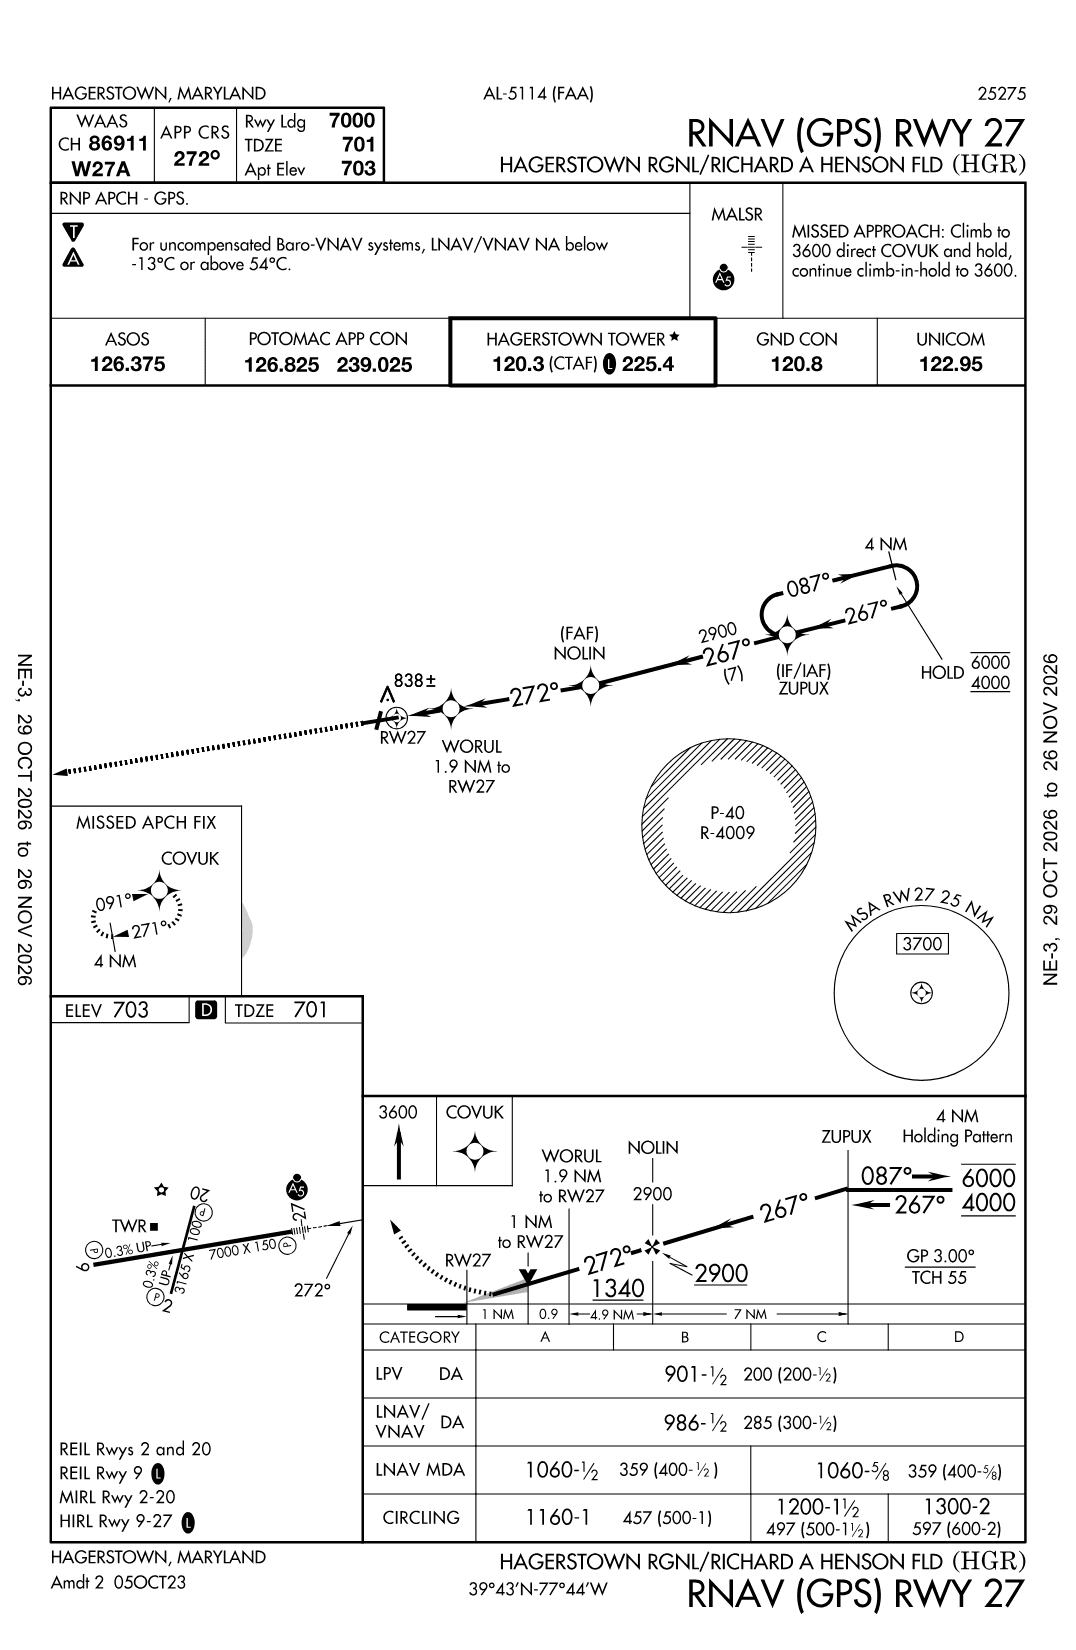 HAGERSTOWN, MARYLAND
AL-5114 (FAA)
25275
WAAS
CH 86911
W27A
APP CRS
272°
Rwy Ldg 7000
TDZE 701
Apt Elev 703
RNAV (GPS) RWY 27
HAGERSTOWN RGNL/RICHARD A HENSON FLD (HGR)
RNP APCH - GPS.
T
A
For uncompensated Baro-VNAV systems, LNAV/VNAV NA below
-13°C or above 54°C.
MALSR
A5
MISSED APPROACH: Climb to
3600 direct COVUK and hold,
continue climb-in-hold to 3600.
ASOS
126.375
POTOMAC APP CON
126.825 239.025
HAGERSTOWN TOWER★
120.3 (CTAF) L 225.4
GND CON
120.8
UNICOM
122.95
4 NM
087°
267°
HOLD 6000
4000
2900
267°
(7)
(IF/IAF)
ZUPUX
(FAF)
NOLIN
272°
838±
RW27
WORUL
1.9 NM to
RW27
P-40
R-4009
MISSED APCH FIX
COVUK
091°
271°
4 NM
MSA RW27 25 NM
3700
NE-3, 29 OCT 2026 to 26 NOV 2026
NE-3, 29 OCT 2026 to 26 NOV 2026
ELEV 703
D
TDZE 701
20
P
A5
27
TWR
P
0.3% UP
7000 X 150
P
9
0.3%
UP
3165 X 100
P
2
272°
REIL Rwys 2 and 20
REIL Rwy 9 L
MIRL Rwy 2-20
HIRL Rwy 9-27 L
3600
COVUK
4 NM
Holding Pattern
ZUPUX
NOLIN
2900
WORUL
1.9 NM
to RW27
1 NM
to RW27
RW27
087°
267°
6000
4000
267°
272°
1340
2900
GP 3.00°
TCH 55
1 NM
0.9
4.9 NM
7 NM
CATEGORY A B C D
LPV DA 901-½ 200 (200-½)
LNAV/
VNAV DA 986-½ 285 (300-½)
LNAV MDA 1060-½ 359 (400-½) 1060-⅝ 359 (400-⅝)
CIRCLING 1160-1 457 (500-1)
1200-1½
497 (500-1½)
1300-2
597 (600-2)
HAGERSTOWN, MARYLAND
Amdt 2 05OCT23
39°43'N-77°44'W
HAGERSTOWN RGNL/RICHARD A HENSON FLD (HGR)
RNAV (GPS) RWY 27